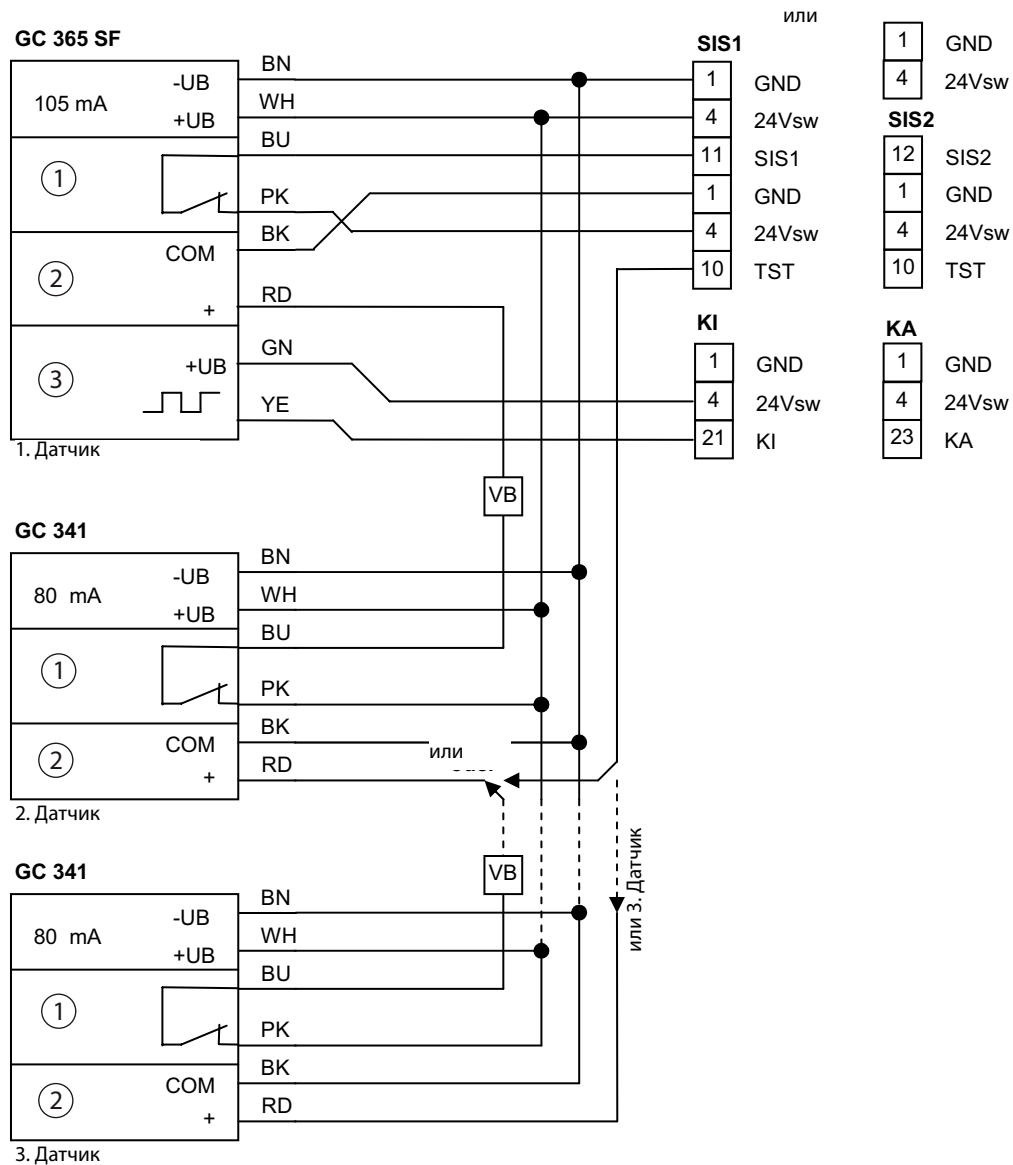 или
GC 365 SF
SIS1
1 GND
4 24Vsw
SIS2
105 mA
-UB
+UB
BN
WH
1 GND
4 24Vsw
11 SIS1
1 GND
4 24Vsw
10 TST
12 SIS2
1 GND
4 24Vsw
10 TST
1
BU
PK
2
COM
+
BK
RD
3
+UB
GN
YE
1. Датчик
KI
1 GND
4 24Vsw
21 KI
KA
1 GND
4 24Vsw
23 KA
VB
GC 341
80 mA
-UB
+UB
BN
WH
1
BU
PK
2
COM
+
BK
RD
или
2. Датчик
VB
или 3. Датчик
GC 341
80 mA
-UB
+UB
BN
WH
1
BU
PK
2
COM
+
BK
RD
3. Датчик